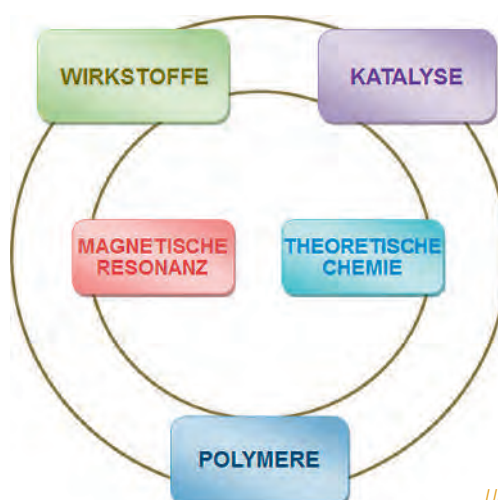 WIRKSTOFFE
KATALYSE
MAGNETISCHE
RESONANZ
THEORETISCHE
CHEMIE
POLYMERE